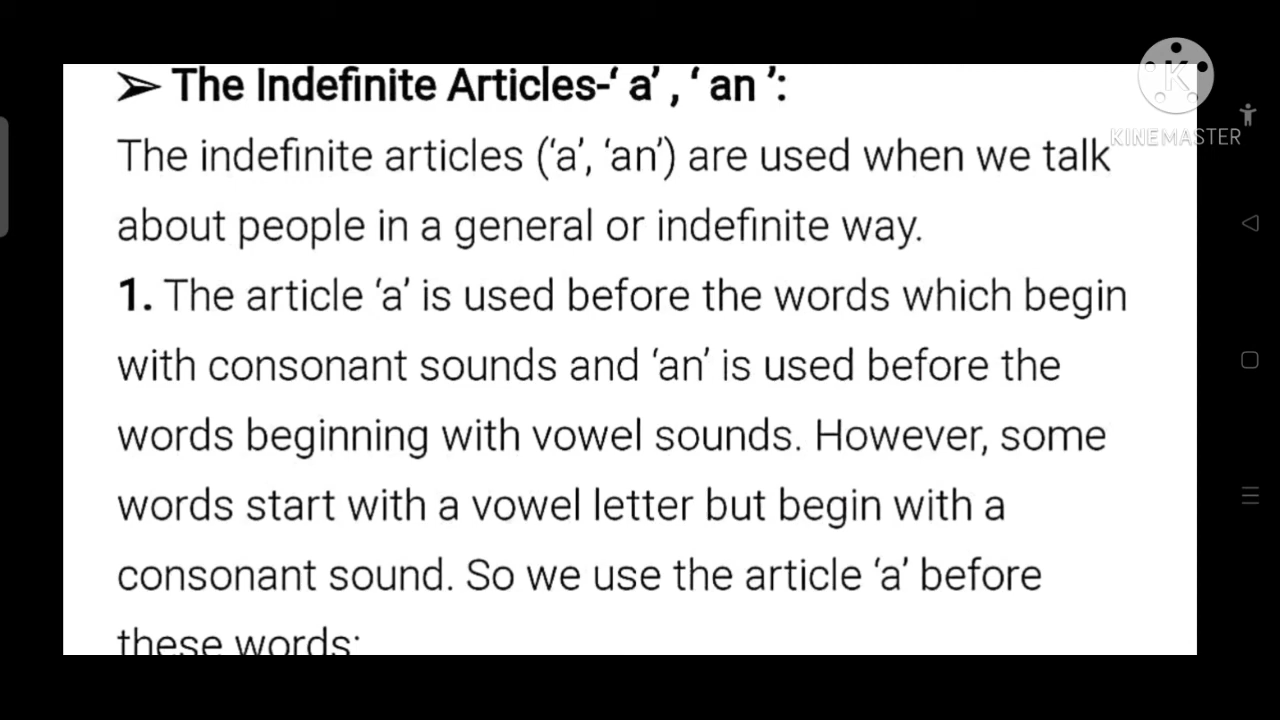 ➢ The Indefinite Articles-‘ a’ , ‘ an ’:
KINEMASTER
The indefinite articles (‘a’, ‘an’) are used when we talk
about people in a general or indefinite way.
1. The article ‘a’ is used before the words which begin
with consonant sounds and ‘an’ is used before the
words beginning with vowel sounds. However, some
words start with a vowel letter but begin with a
consonant sound. So we use the article ‘a’ before
these words: